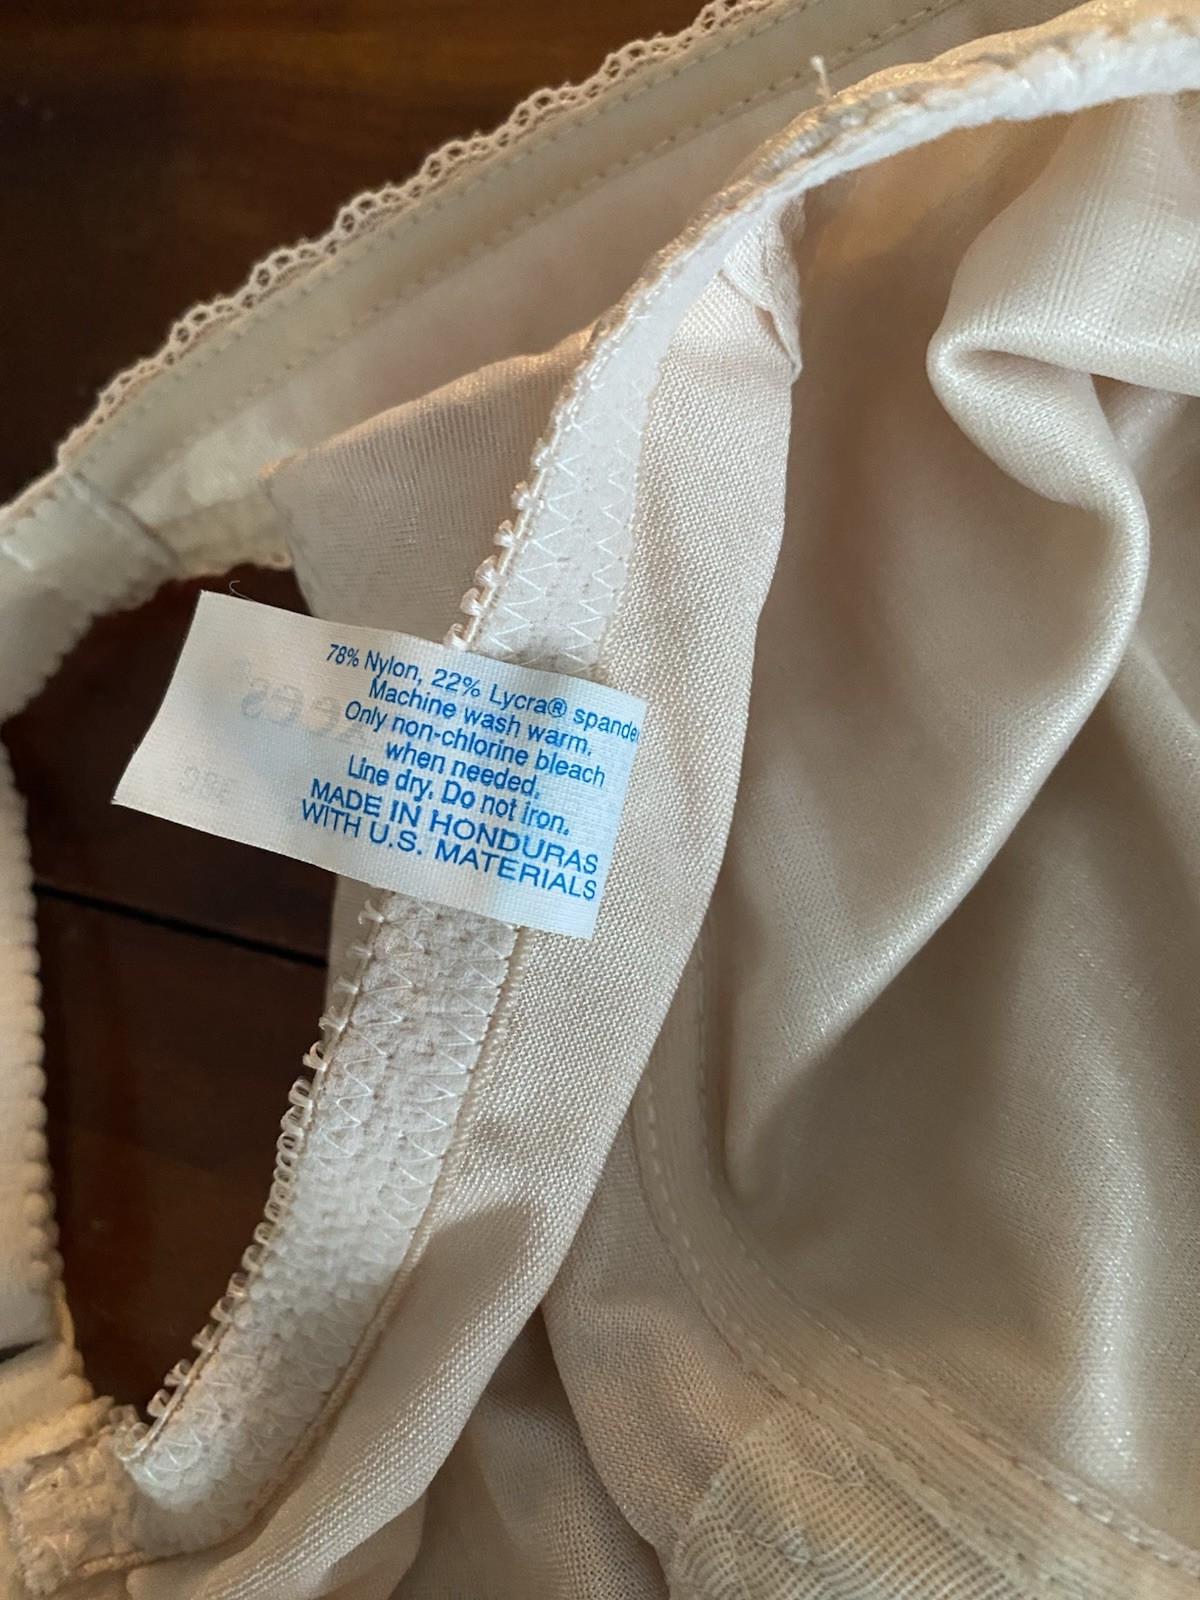 78% Nylon, 22% Lycra® spande
Machine wash warm.
Only non-chlorine bleach
when needed.
Line dry. Do not iron.
MADE IN HONDURAS
WITH U.S. MATERIALS